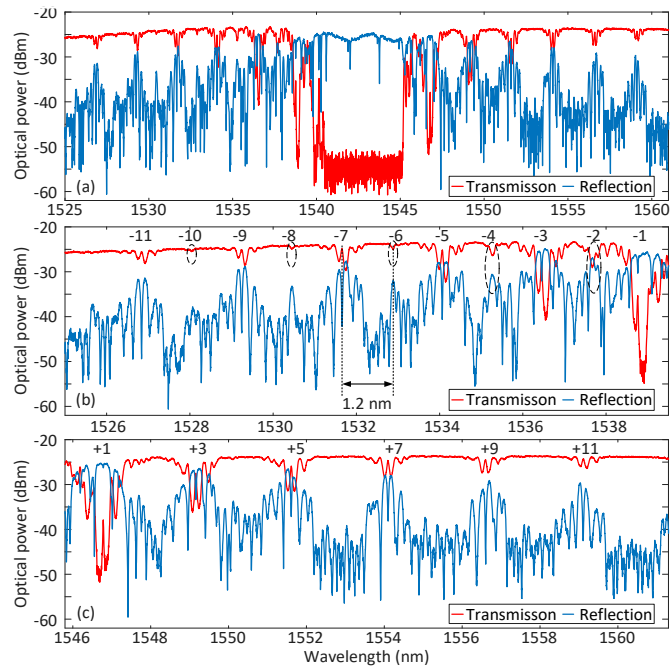 -20
-30
-40
-50
-60
Optical power (dBm)
(a)
Transmisson
Reflection
1525 1530 1535 1540 1545 1550 1555 1560
-20
-30
-40
-50
-60
Optical power (dBm)
-11 -10 -9 -8 -7 -6 -5 -4 -3 -2 -1
1.2 nm
(b)
Transmisson
Reflection
1526 1528 1530 1532 1534 1536 1538
-20
-30
-40
-50
-60
Optical power (dBm)
+1 +3 +5 +7 +9 +11
(c)
Transmisson
Reflection
1546 1548 1550 1552 1554 1556 1558 1560
Wavelength (nm)